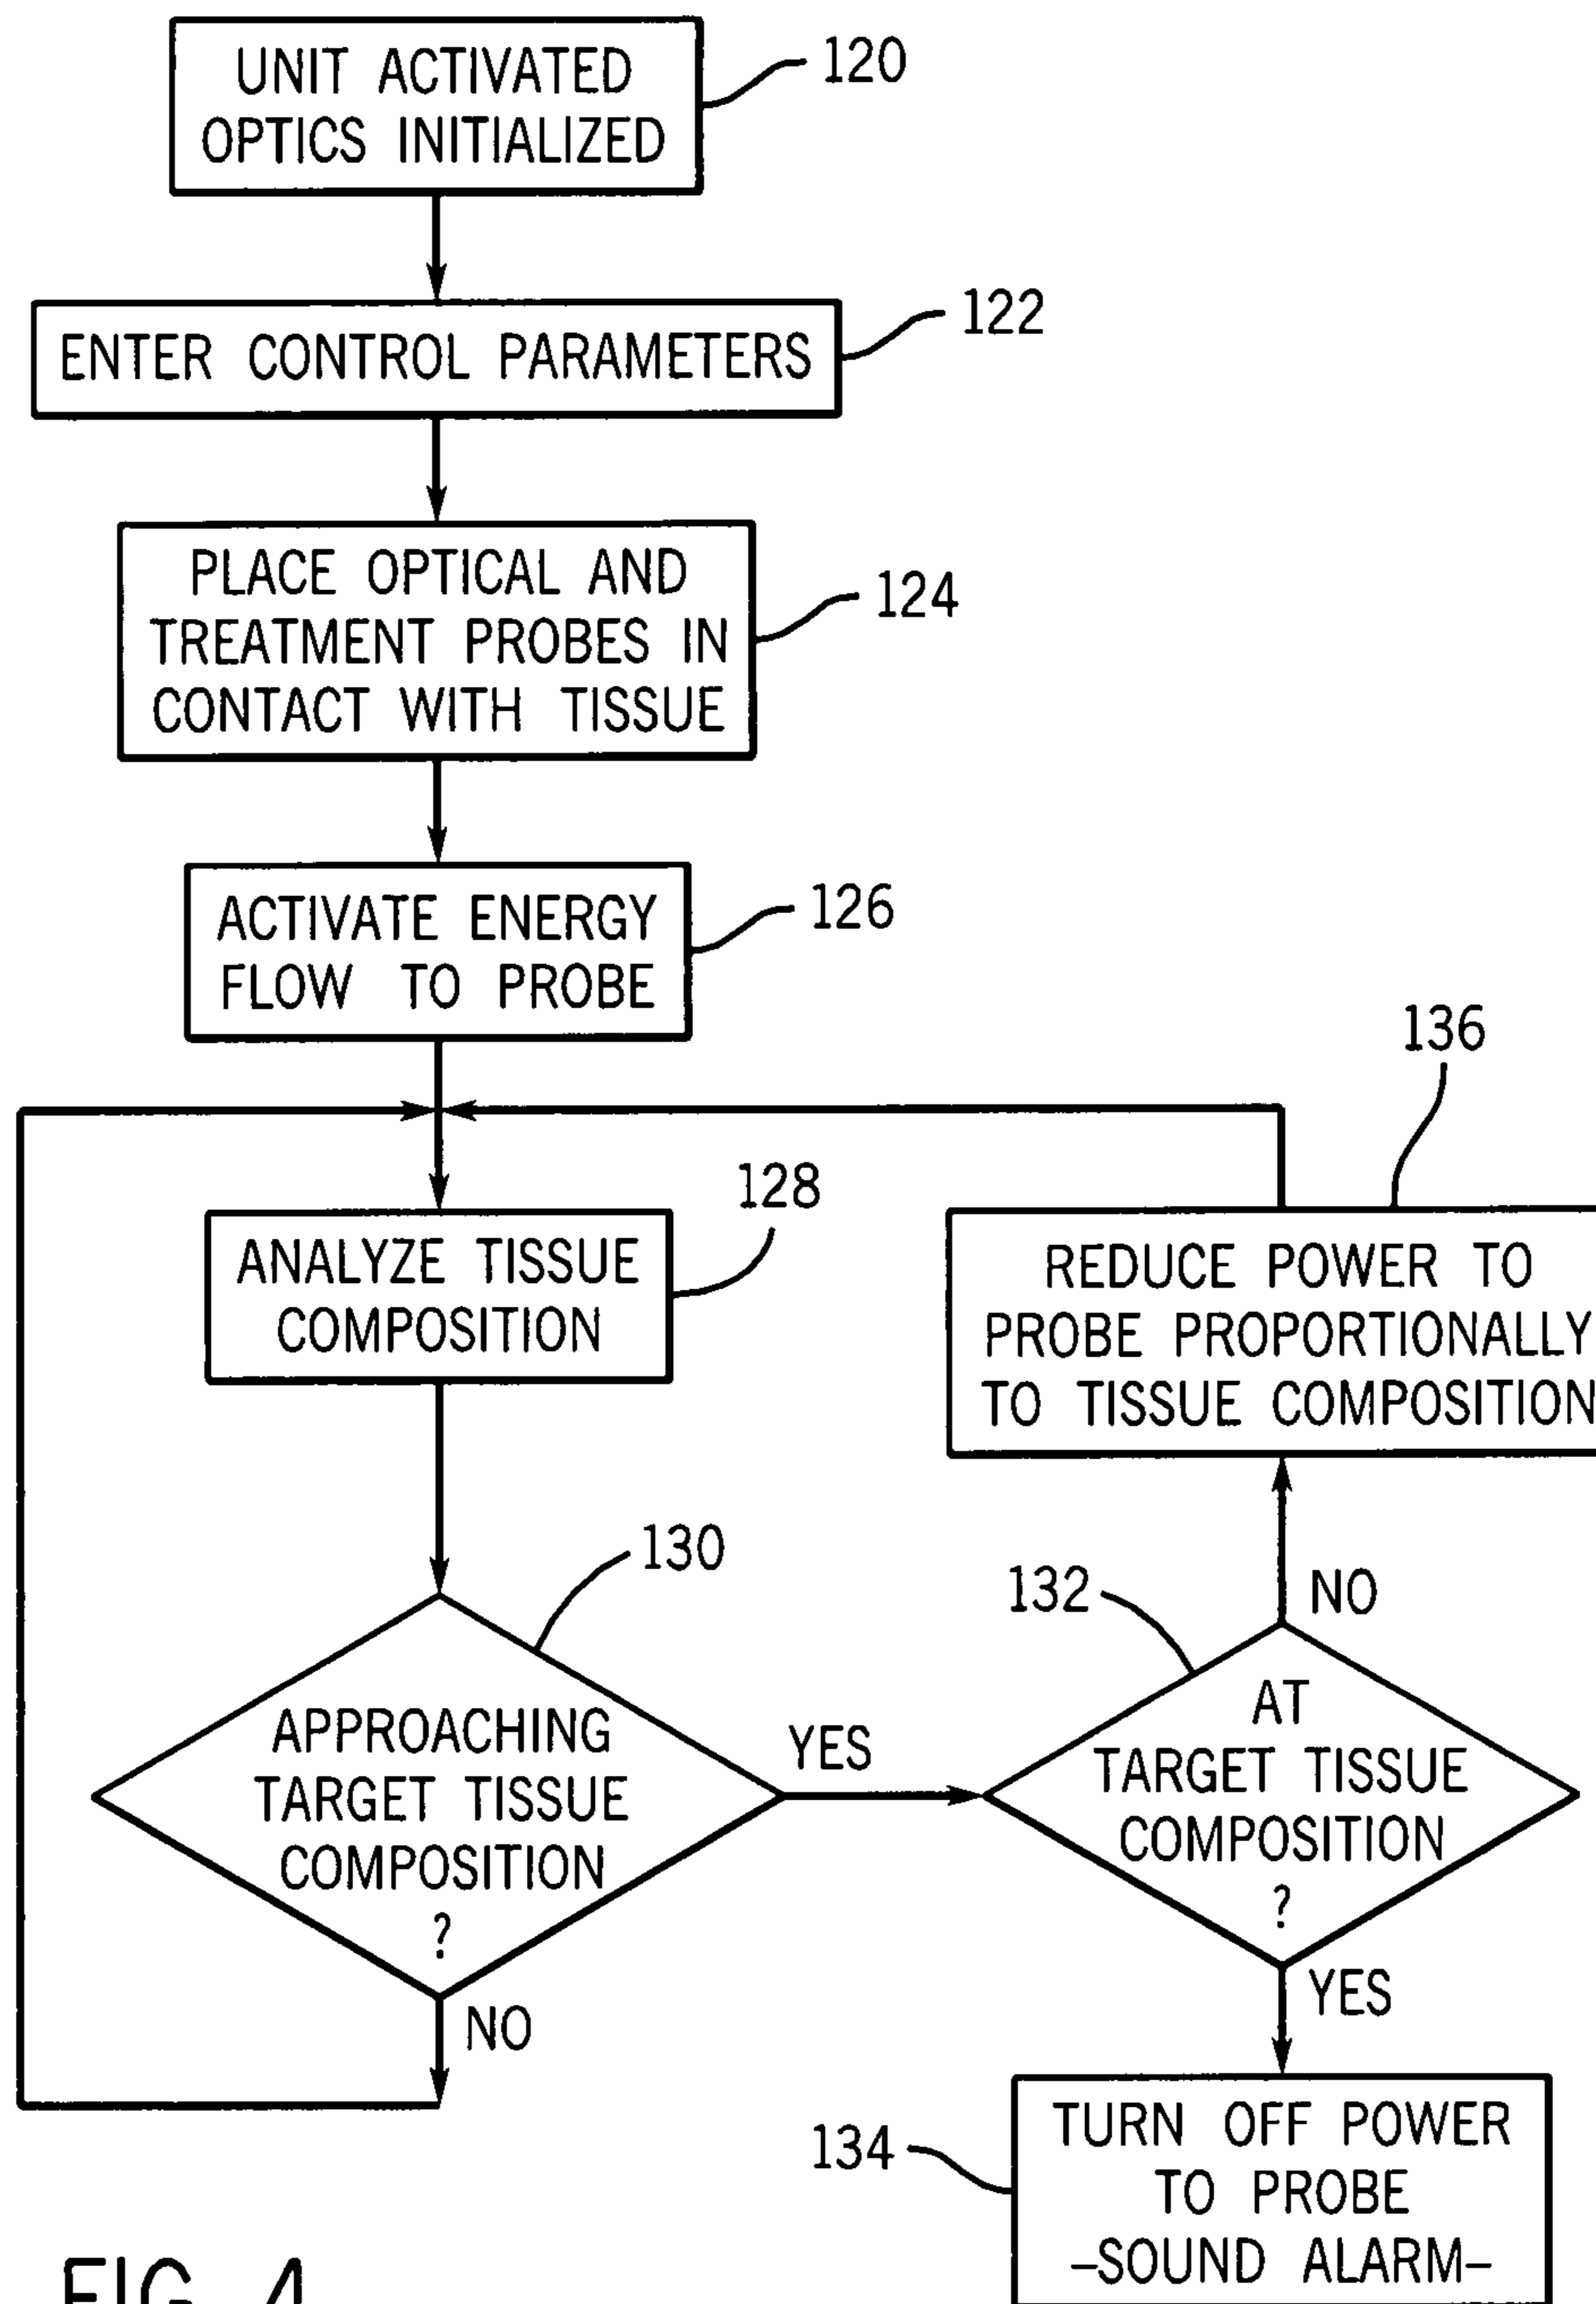 UNIT ACTIVATED
OPTICS INITIALIZED
120
ENTER CONTROL PARAMETERS
122
PLACE OPTICAL AND
TREATMENT PROBES IN
CONTACT WITH TISSUE
124
ACTIVATE ENERGY
FLOW TO PROBE
126
136
128
ANALYZE TISSUE
COMPOSITION
REDUCE POWER TO
PROBE PROPORTIONALLY
TO TISSUE COMPOSITION
130
132
NO
APPROACHING
TARGET TISSUE
COMPOSITION
?
YES
AT
TARGET TISSUE
COMPOSITION
?
NO
YES
134
TURN OFF POWER
TO PROBE
–SOUND ALARM–
FIG. 4